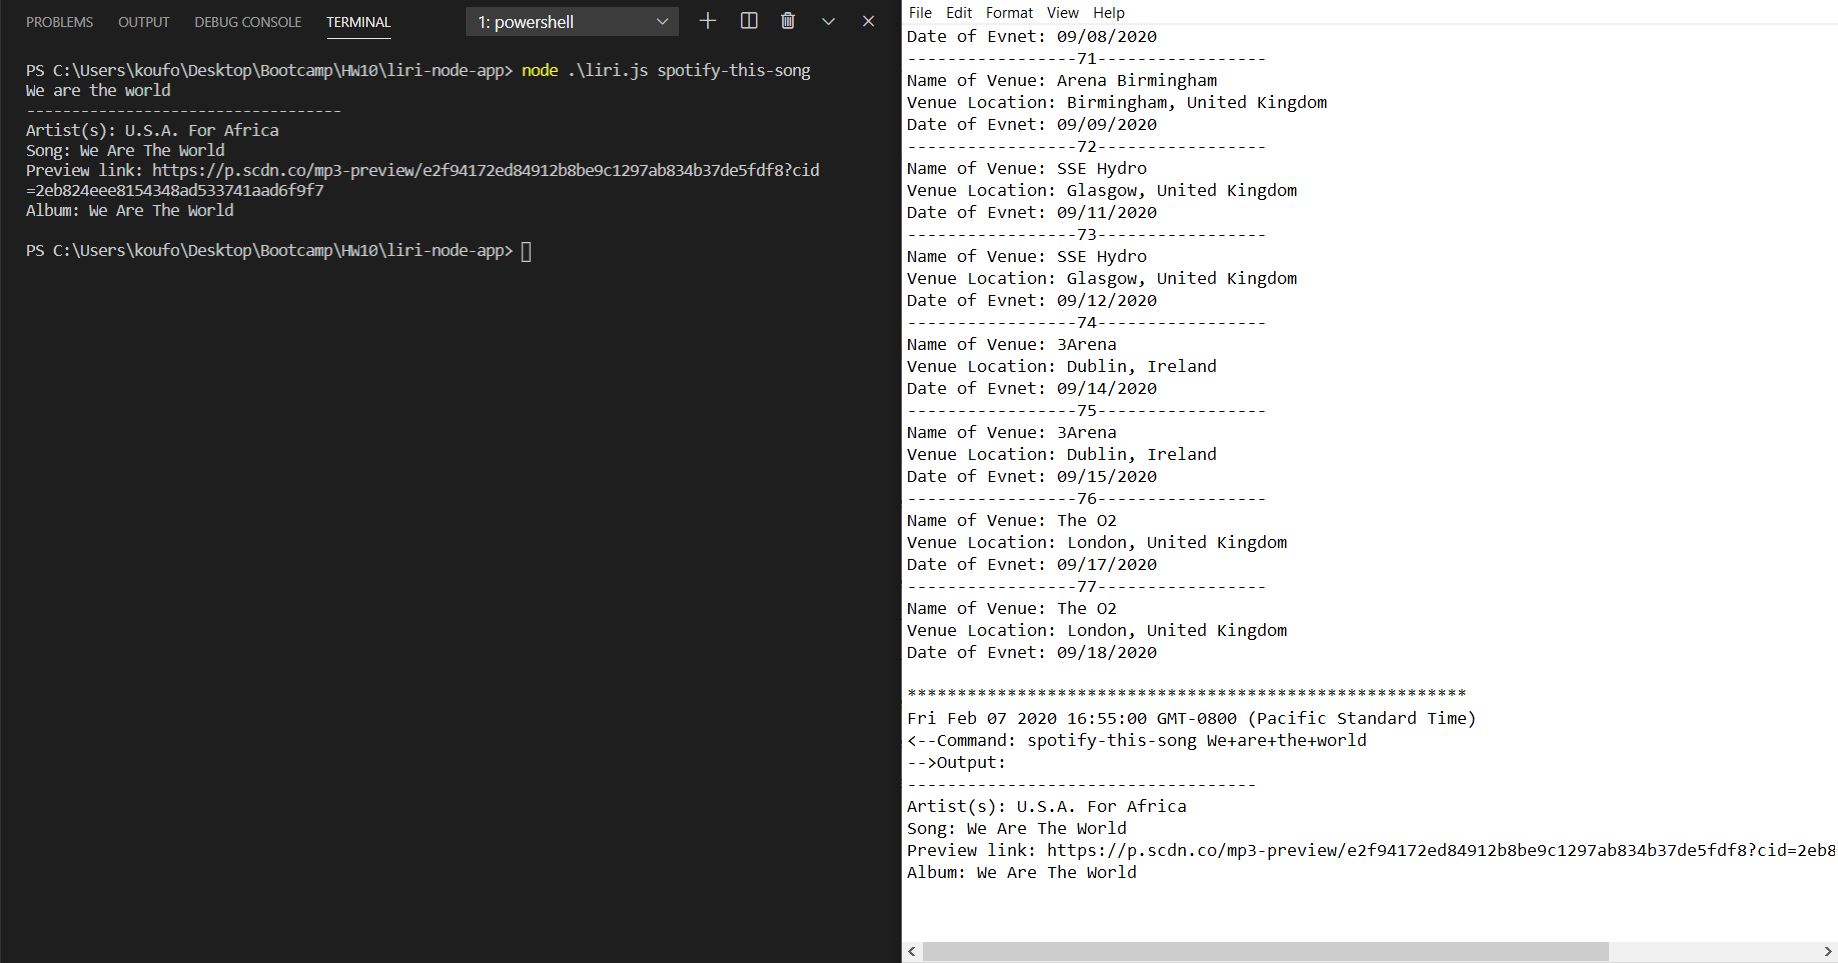 PROBLEMS OUTPUT DEBUG CONSOLE TERMINAL 1: powershell
PS C:\Users\koufo\Desktop\Bootcamp\HW10\liri-node-app> node .\liri.js spotify-this-song
We are the world
-----------------------------------
Artist(s): U.S.A. For Africa
Song: We Are The World
Preview link: https://p.scdn.co/mp3-preview/e2f94172ed84912b8be9c1297ab834b37de5fdf8?cid
=2eb824eee8154348ad533741aad6f9f7
Album: We Are The World
PS C:\Users\koufo\Desktop\Bootcamp\HW10\liri-node-app>
File Edit Format View Help
Date of Evnet: 09/08/2020
-----------------71-----------------
Name of Venue: Arena Birmingham
Venue Location: Birmingham, United Kingdom
Date of Evnet: 09/09/2020
-----------------72-----------------
Name of Venue: SSE Hydro
Venue Location: Glasgow, United Kingdom
Date of Evnet: 09/11/2020
-----------------73-----------------
Name of Venue: SSE Hydro
Venue Location: Glasgow, United Kingdom
Date of Evnet: 09/12/2020
-----------------74-----------------
Name of Venue: 3Arena
Venue Location: Dublin, Ireland
Date of Evnet: 09/14/2020
-----------------75-----------------
Name of Venue: 3Arena
Venue Location: Dublin, Ireland
Date of Evnet: 09/15/2020
-----------------76-----------------
Name of Venue: The O2
Venue Location: London, United Kingdom
Date of Evnet: 09/17/2020
-----------------77-----------------
Name of Venue: The O2
Venue Location: London, United Kingdom
Date of Evnet: 09/18/2020
********************************************************
Fri Feb 07 2020 16:55:00 GMT-0800 (Pacific Standard Time)
<--Command: spotify-this-song We+are+the+world
-->Output:
-----------------------------------
Artist(s): U.S.A. For Africa
Song: We Are The World
Preview link: https://p.scdn.co/mp3-preview/e2f94172ed84912b8be9c1297ab834b37de5fdf8?cid=2eb8
Album: We Are The World